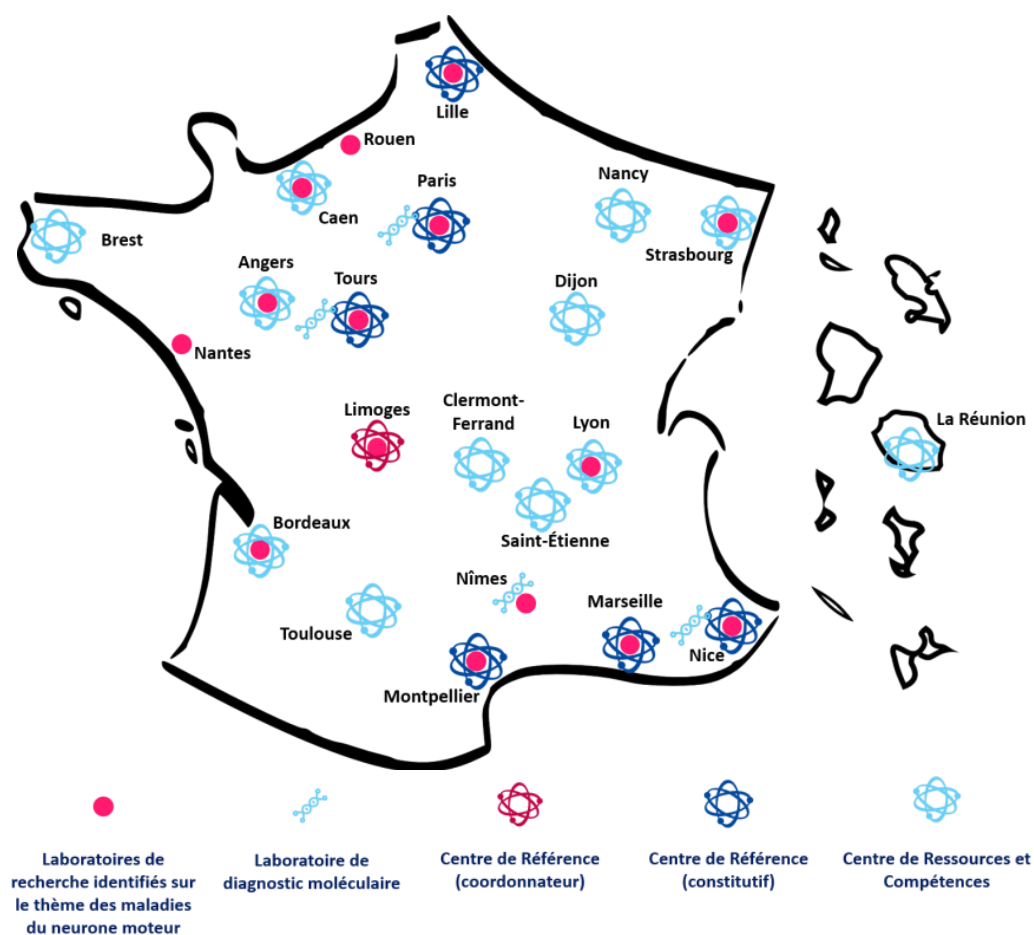 Lille
Rouen
Paris
Nancy
Caen
Brest
Strasbourg
Angers
Tours
Dijon
Nantes
Limoges
Clermont-
Ferrand
Lyon
La Réunion
Bordeaux
Saint-Étienne
Nîmes
Marseille
Toulouse
Nice
Montpellier
Laboratoires de
recherche identifiés sur
le thème des maladies
du neurone moteur
Laboratoire de
diagnostic moléculaire
Centre de Référence
(coordonnateur)
Centre de Référence
(constitutif)
Centre de Ressources et
Compétences